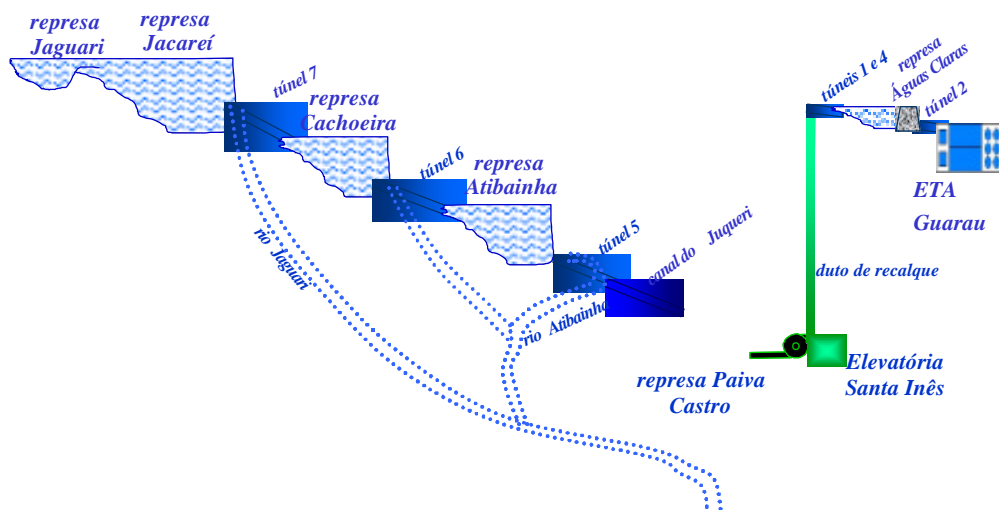 represa
Jaguari
represa
Jacareí
túnel 7
represa
Cachoeira
túnel 6
represa
Atibainha
túnel 5
canal do Juqueri
rio Jaguari
rio Atibainha
túneis 1 e 4
represa
Águas Claras
túnel 2
ETA
Guarau
duto de recalque
Elevatória
Santa Inês
represa Paiva
Castro